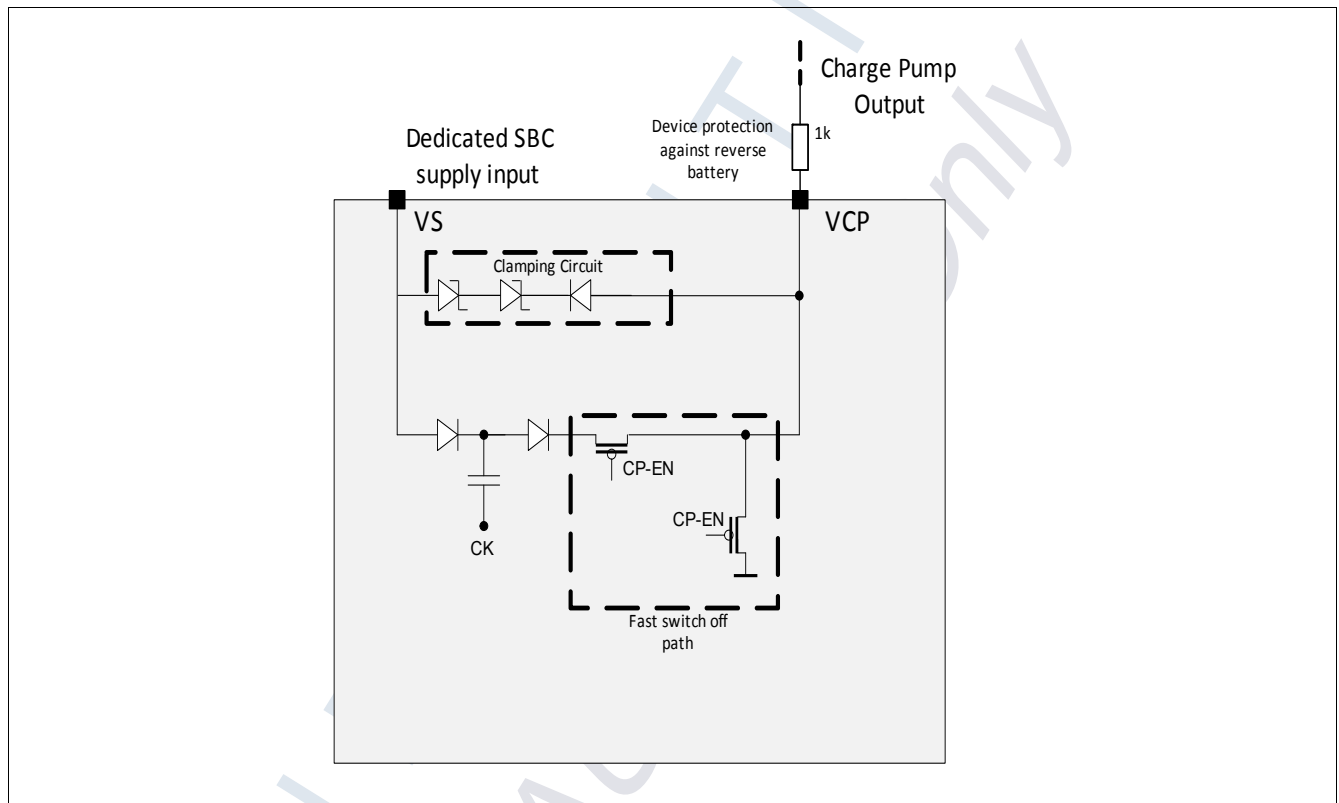 Charge Pump
Output
Device protection
against reverse
battery
1k
Dedicated SBC
supply input
VS
VCP
Clamping Circuit
CP-EN
CP-EN
CK
Fast switch off
path
only